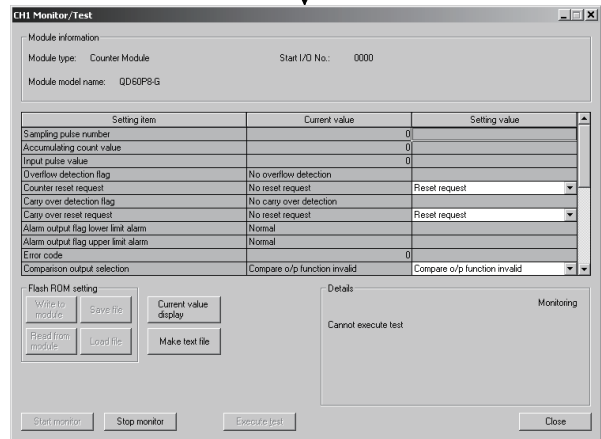 CH1 Monitor/Test
Module information
Module type: Counter Module Start I/O No.: 0000
Module model name: QD60P8-G
Setting item Current value Setting value
Sampling pulse number 0
Accumulating count value 0
Input pulse value 0
Overflow detection flag No overflow detection
Counter reset request No reset request Reset request
Carry over detection flag No carry over detection
Carry over reset request No reset request Reset request
Alarm output flag lower limit alarm Normal
Alarm output flag upper limit alarm Normal
Error code 0
Comparison output selection Compare o/p function invalid Compare o/p function invalid
Flash ROM setting
Write to module Save file
Current value display
Read from module Load file
Make text file
Details
Monitoring
Cannot execute test
Start monitor Stop monitor Execute test Close